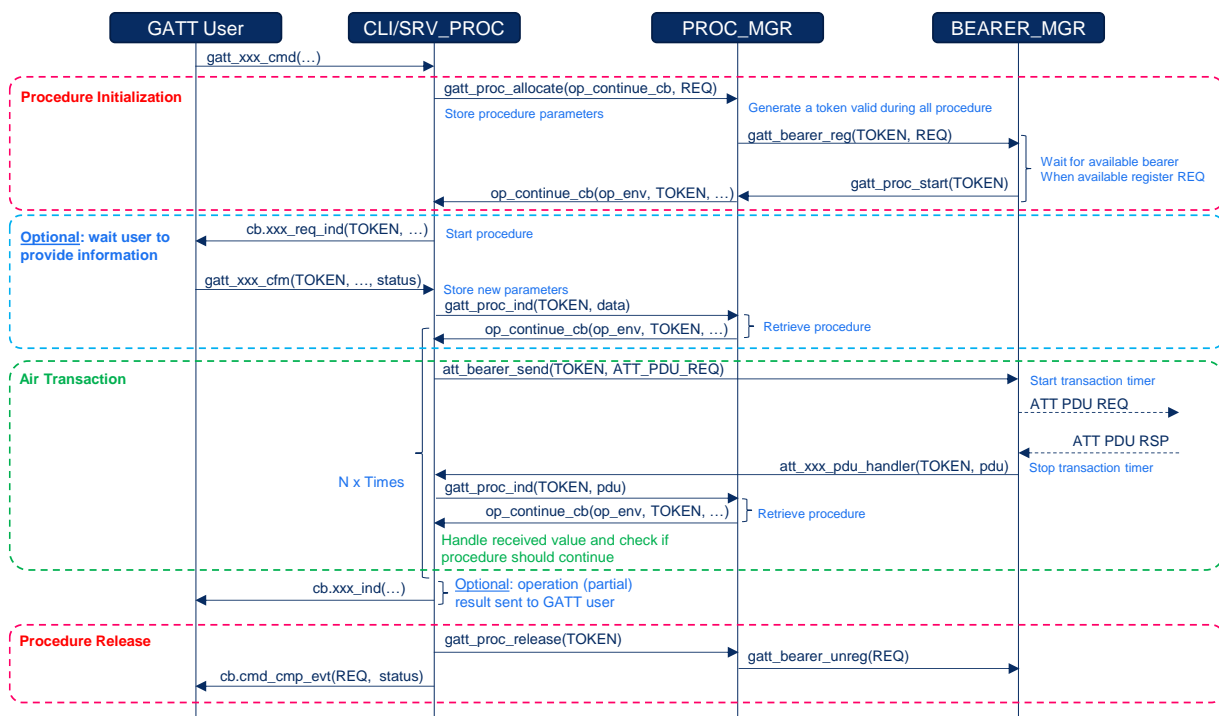 GATT User
CLI/SRV_PROC
PROC_MGR
BEARER_MGR
gatt_xxx_cmd(…)
Procedure Initialization
gatt_proc_allocate(op_continue_cb, REQ)
Store procedure parameters
Generate a token valid during all procedure
gatt_bearer_reg(TOKEN, REQ)
Wait for available bearer
When available register REQ
gatt_proc_start(TOKEN)
op_continue_cb(op_env, TOKEN, …)
Optional: wait user to
provide information
cb.xxx_req_ind(TOKEN, …)
Start procedure
gatt_xxx_cfm(TOKEN, …, status)
Store new parameters
gatt_proc_ind(TOKEN, data)
op_continue_cb(op_env, TOKEN, …)
Retrieve procedure
Air Transaction
att_bearer_send(TOKEN, ATT_PDU_REQ)
Start transaction timer
ATT PDU REQ
ATT PDU RSP
att_xxx_pdu_handler(TOKEN, pdu)
Stop transaction timer
N x Times
gatt_proc_ind(TOKEN, pdu)
op_continue_cb(op_env, TOKEN, …)
Retrieve procedure
Handle received value and check if
procedure should continue
cb.xxx_ind(…)
Optional: operation (partial)
result sent to GATT user
Procedure Release
gatt_proc_release(TOKEN)
gatt_bearer_unreg(REQ)
cb.cmd_cmp_evt(REQ, status)